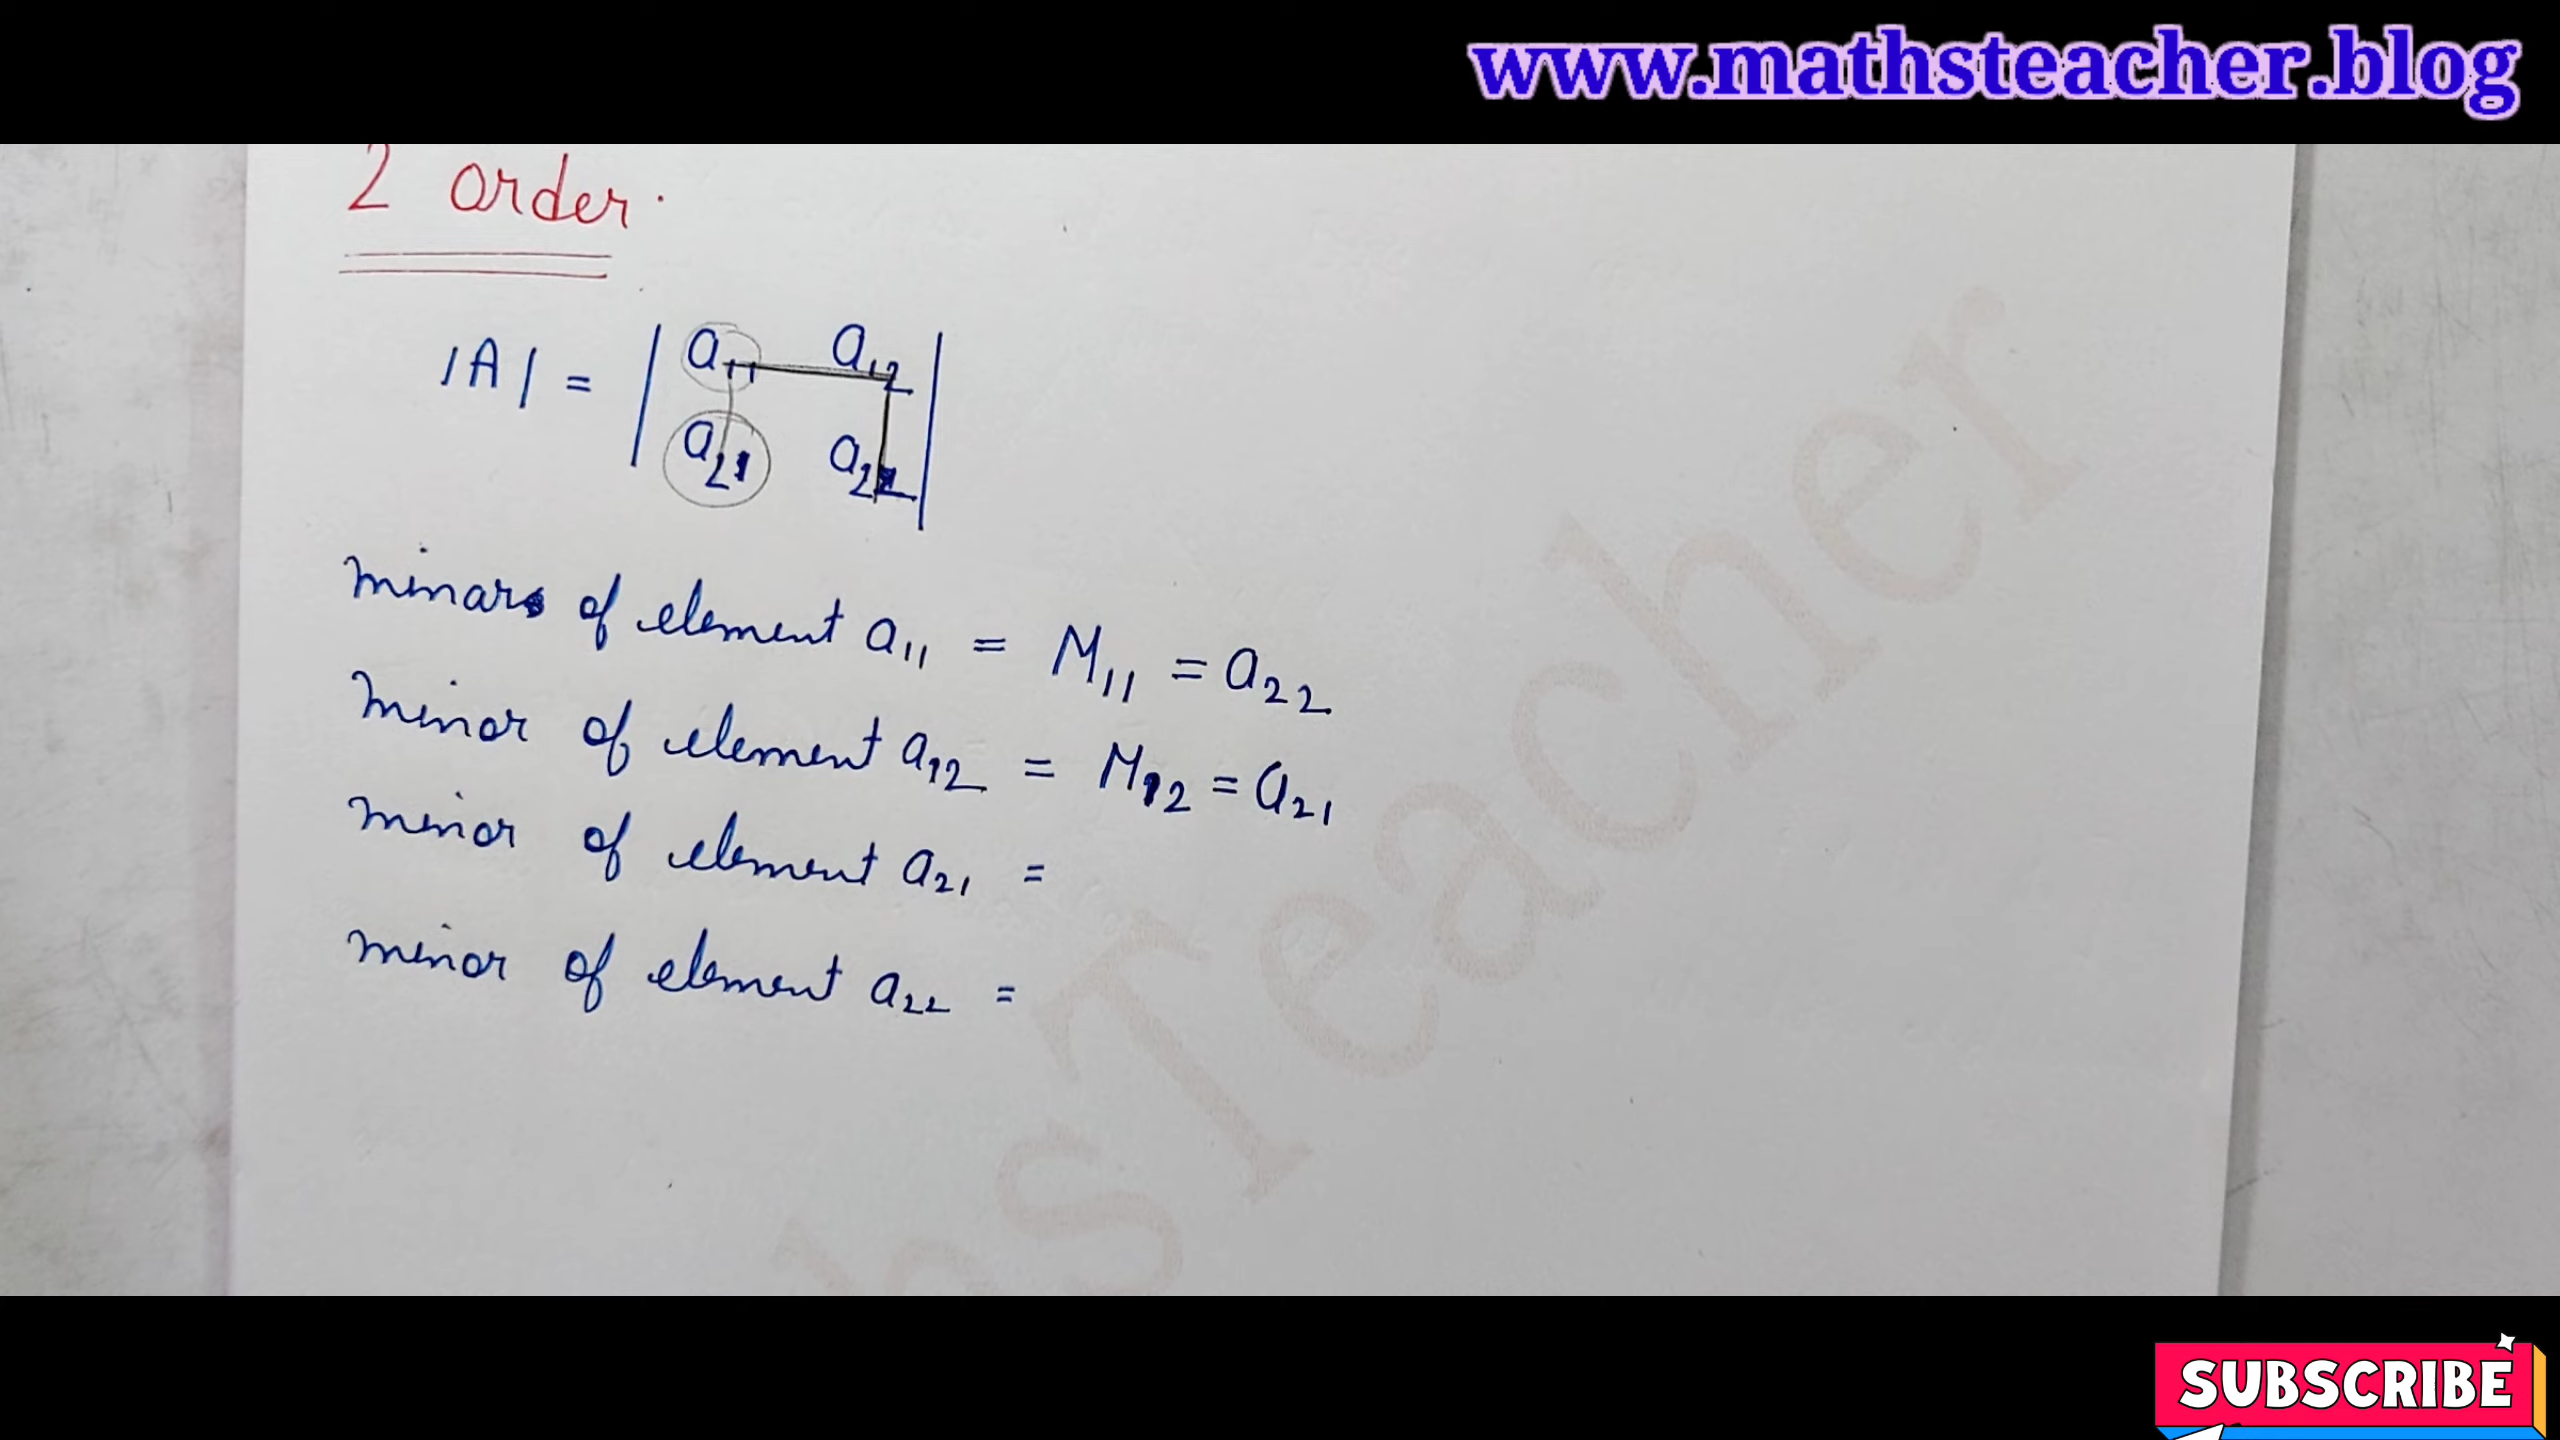 www.mathsteacher.blog
2 order.
|A| = | a11 a12 |
| a21 a22 |
minors of element a11 = M11 = a22
minor of element a12 = M12 = a21
minor of element a21 =
minor of element a22 =
sTeacher
SUBSCRIBE